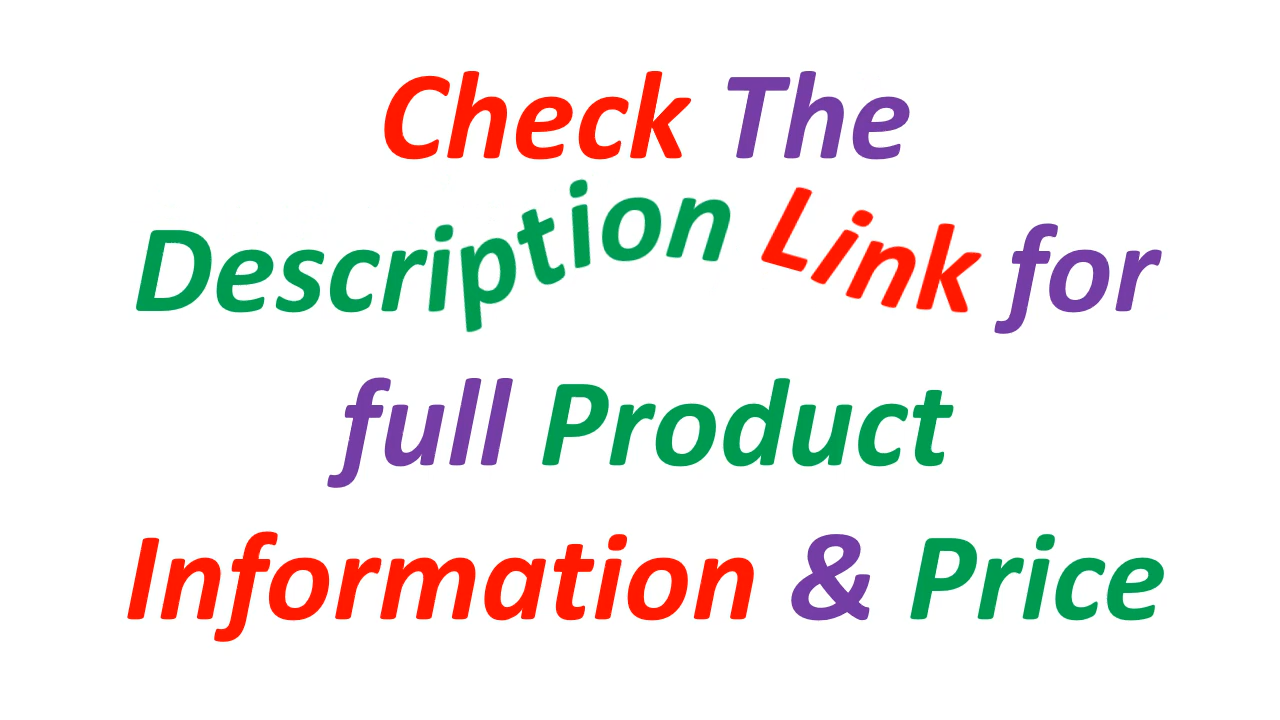 Check The
Description Link for
full Product
Information & Price